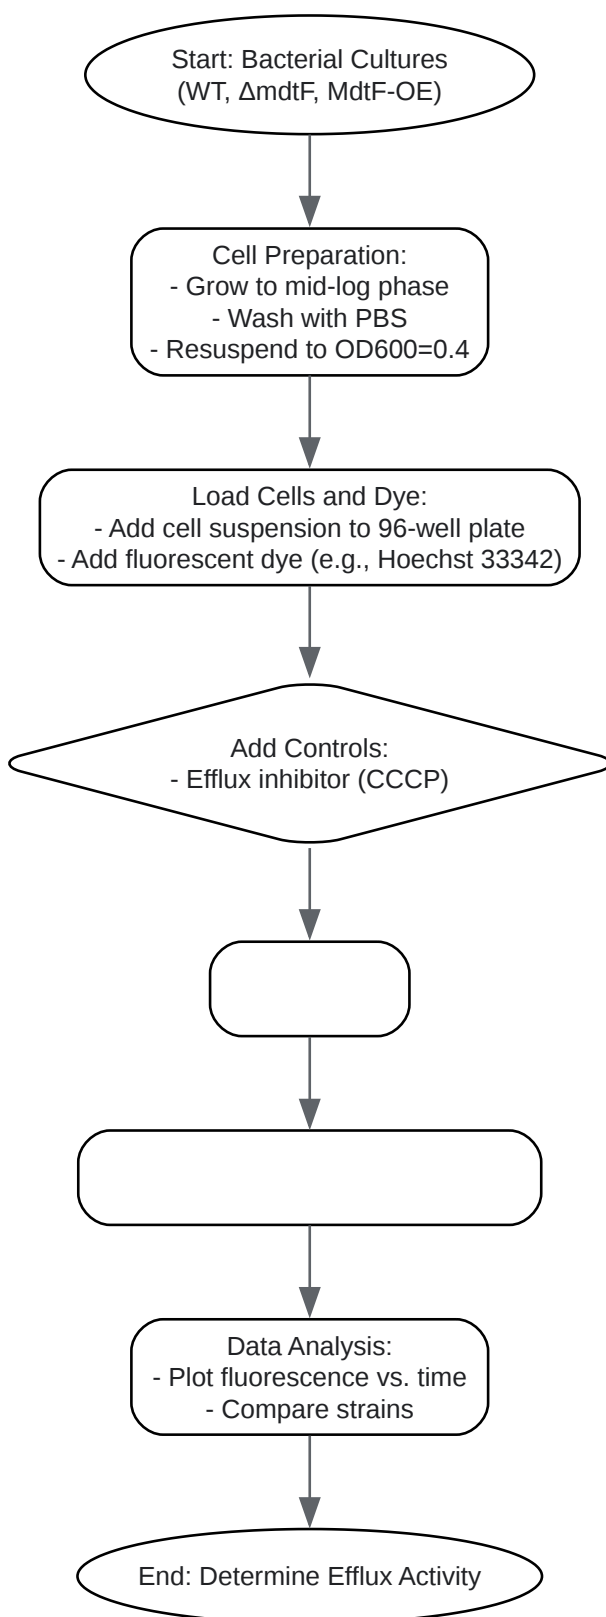 Start: Bacterial Cultures
(WT, ΔmdtF, MdtF-OE)
Cell Preparation:
- Grow to mid-log phase
- Wash with PBS
- Resuspend to OD600=0.4
Load Cells and Dye:
- Add cell suspension to 96-well plate
- Add fluorescent dye (e.g., Hoechst 33342)
Add Controls:
- Efflux inhibitor (CCCP)
Data Analysis:
- Plot fluorescence vs. time
- Compare strains
End: Determine Efflux Activity